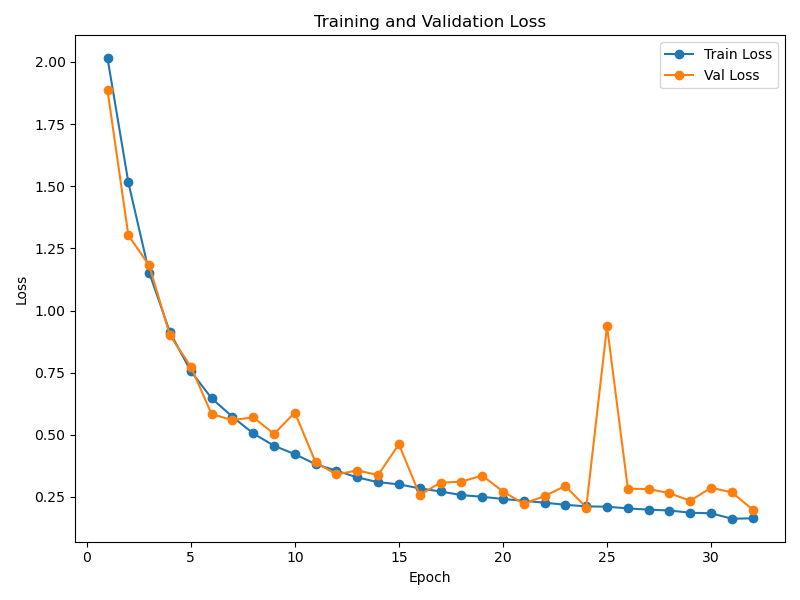 Training and Validation Loss
Train Loss
Val Loss
2.00
1.75
1.50
1.25
1.00
0.75
0.50
0.25
Loss
0 5 10 15 20 25 30
Epoch